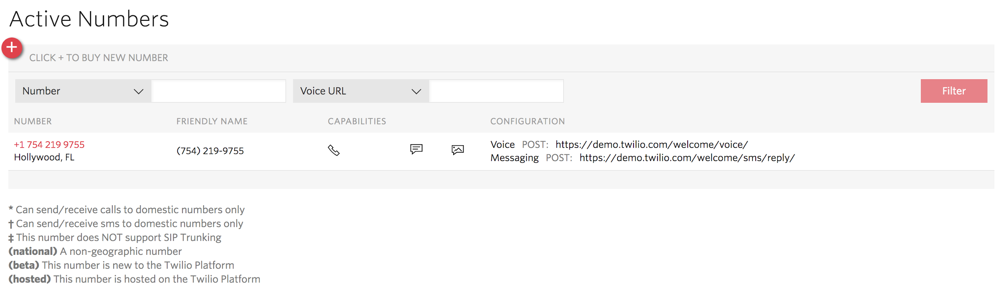 Active Numbers
+
CLICK + TO BUY NEW NUMBER
Number Voice URL Filter
NUMBER FRIENDLY NAME CAPABILITIES CONFIGURATION
+1 754 219 9755
Hollywood, FL
(754) 219-9755
Voice POST: https://demo.twilio.com/welcome/voice/
Messaging POST: https://demo.twilio.com/welcome/sms/reply/
* Can send/receive calls to domestic numbers only
† Can send/receive sms to domestic numbers only
‡ This number does NOT support SIP Trunking
(national) A non-geographic number
(beta) This number is new to the Twilio Platform
(hosted) This number is hosted on the Twilio Platform